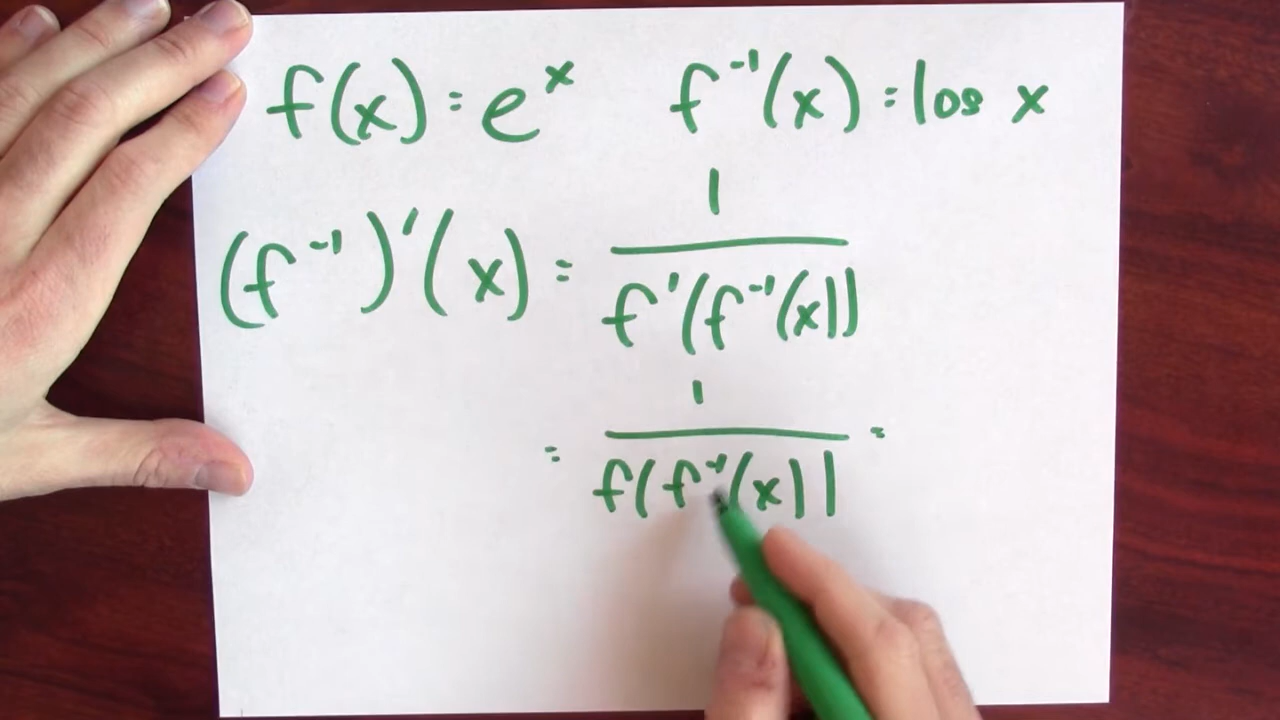 f(x) = e^x f^-1(x) = log x
(f^-1)'(x) = 1 / f'(f^-1(x))
= 1 / f(f^-1(x)) =